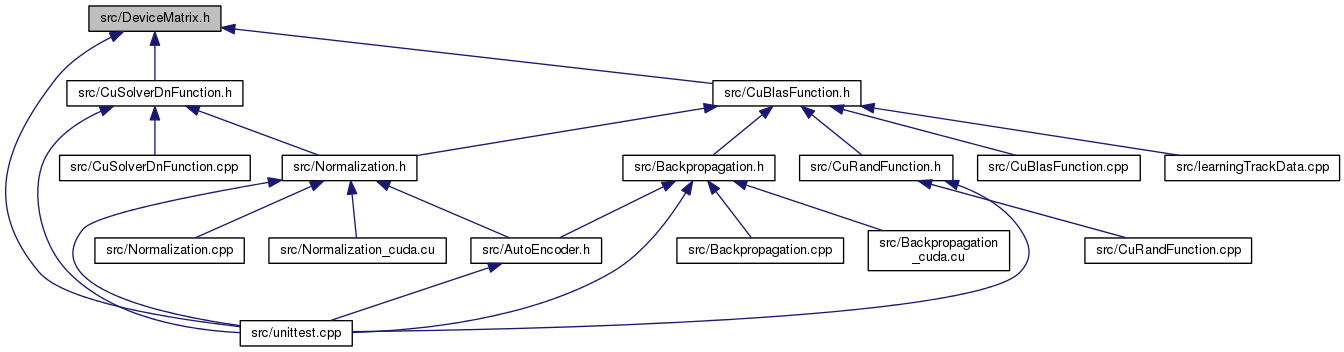 src/DeviceMatrix.h
src/CuSolverDnFunction.h
src/CuBlasFunction.h
src/CuSolverDnFunction.cpp
src/Normalization.h
src/Backpropagation.h
src/CuRandFunction.h
src/CuBlasFunction.cpp
src/learningTrackData.cpp
src/Normalization.cpp
src/Normalization_cuda.cu
src/AutoEncoder.h
src/Backpropagation.cpp
src/Backpropagation
_cuda.cu
src/CuRandFunction.cpp
src/unittest.cpp